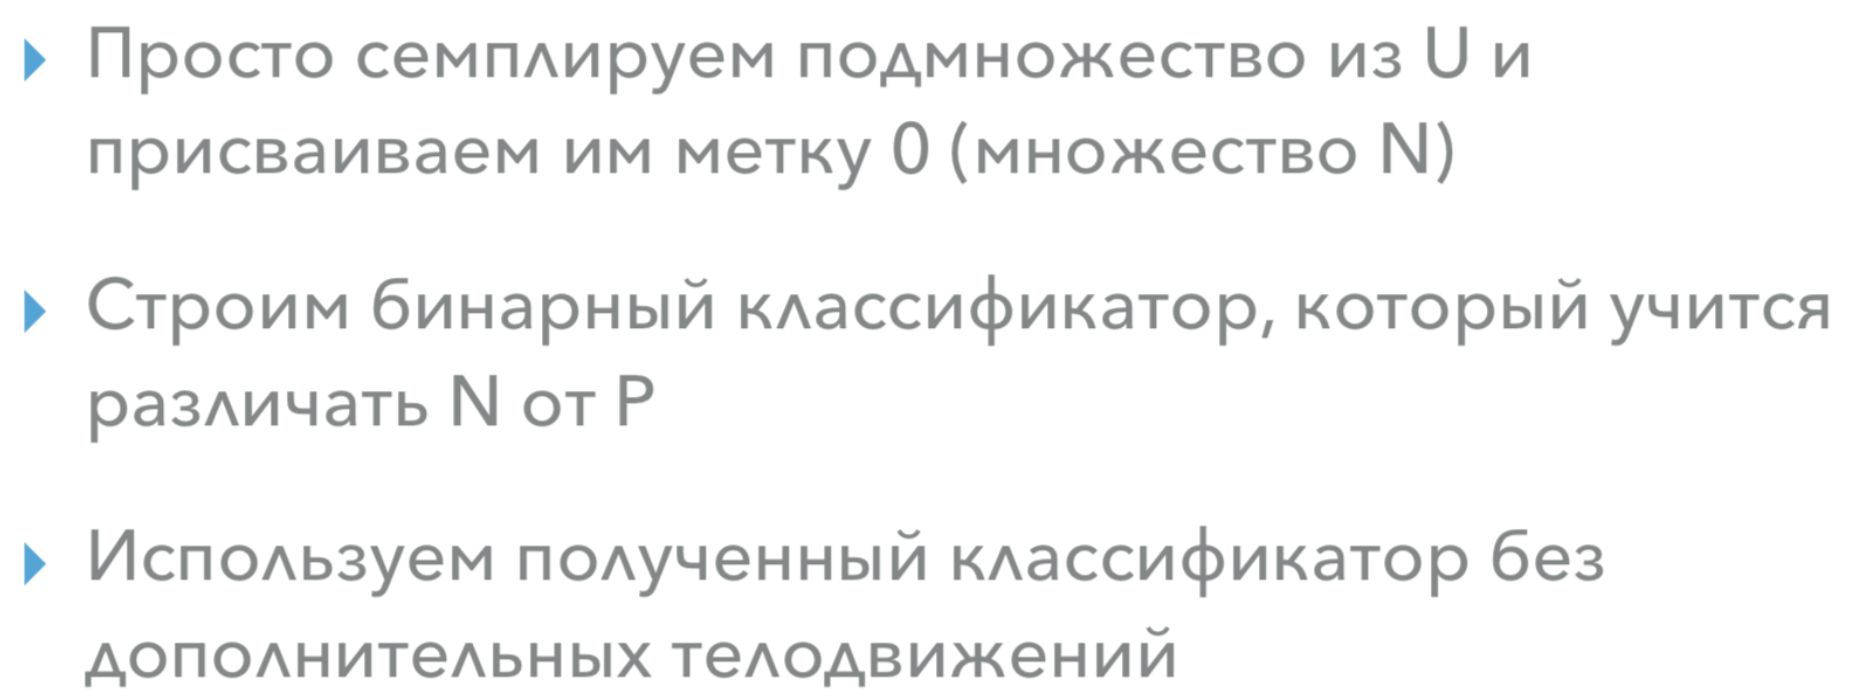 Просто семплируем подмножество из U и
присваиваем им метку 0 (множество N)
Строим бинарный классификатор, который учится
различать N от P
Используем полученный классификатор без
дополнительных телодвижений